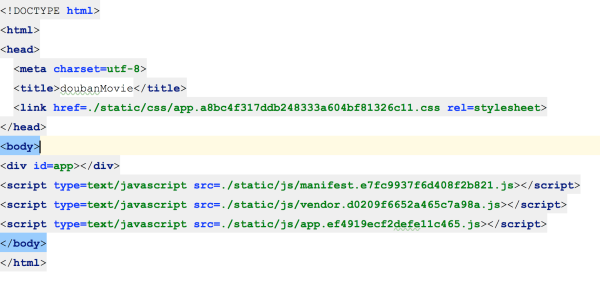 <!DOCTYPE html>
<html>
<head>
<meta charset=utf-8>
<title>doubanMovie</title>
<link href=./static/css/app.a8bc4f317ddb248333a604bf81326c11.css rel=stylesheet>
</head>
<body>
<div id=app></div>
<script type=text/javascript src=./static/js/manifest.e7fc9937f6d408f2b821.js></script>
<script type=text/javascript src=./static/js/vendor.d0209f6652a465c7a98a.js></script>
<script type=text/javascript src=./static/js/app.ef4919ecf2defe11c465.js></script>
</body>
</html>